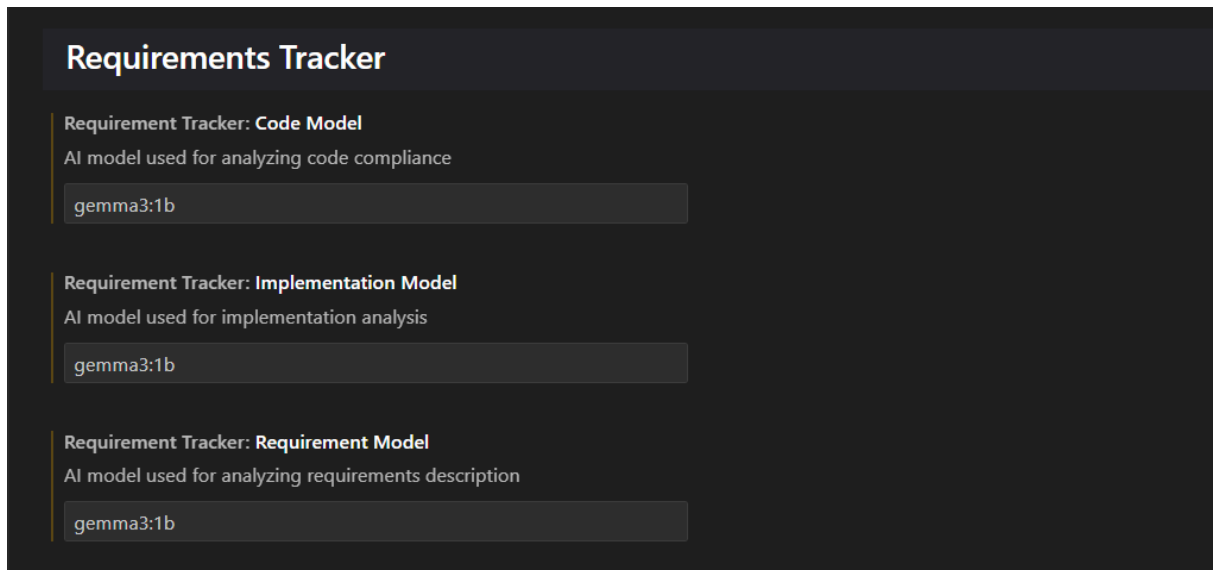 Requirements Tracker
Requirement Tracker: Code Model
AI model used for analyzing code compliance
gemma3:1b
Requirement Tracker: Implementation Model
AI model used for implementation analysis
gemma3:1b
Requirement Tracker: Requirement Model
AI model used for analyzing requirements description
gemma3:1b